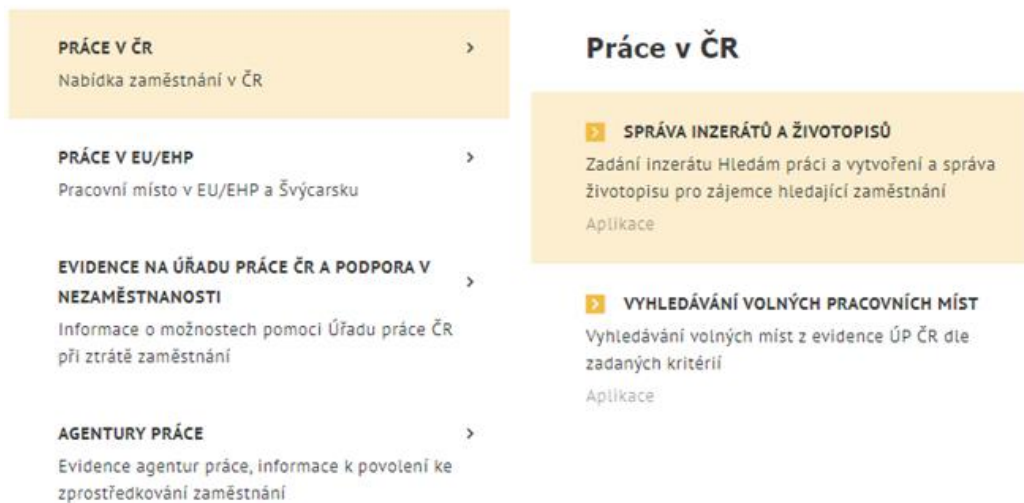 PRÁCE V ČR
Nabídka zaměstnání v ČR
PRÁCE V EU/EHP
Pracovní místo v EU/EHP a Švýcarsku
EVIDENCE NA ÚŘADU PRÁCE ČR A PODPORA V
NEZAMĚSTNANOSTI
Informace o možnostech pomoci Úřadu práce ČR
při ztrátě zaměstnání
AGENTURY PRÁCE
Evidence agentur práce, informace k povolení ke
zprostředkování zaměstnání
Práce v ČR
SPRÁVA INZERÁTŮ A ŽIVOTOPISŮ
Zadání inzerátu Hledám práci a vytvoření a správa
životopisu pro zájemce hledající zaměstnání
Aplikace
VYHLEDÁVÁNÍ VOLNÝCH PRACOVNÍCH MÍST
Vyhledávání volných míst z evidence ÚP ČR dle
zadaných kritérií
Aplikace